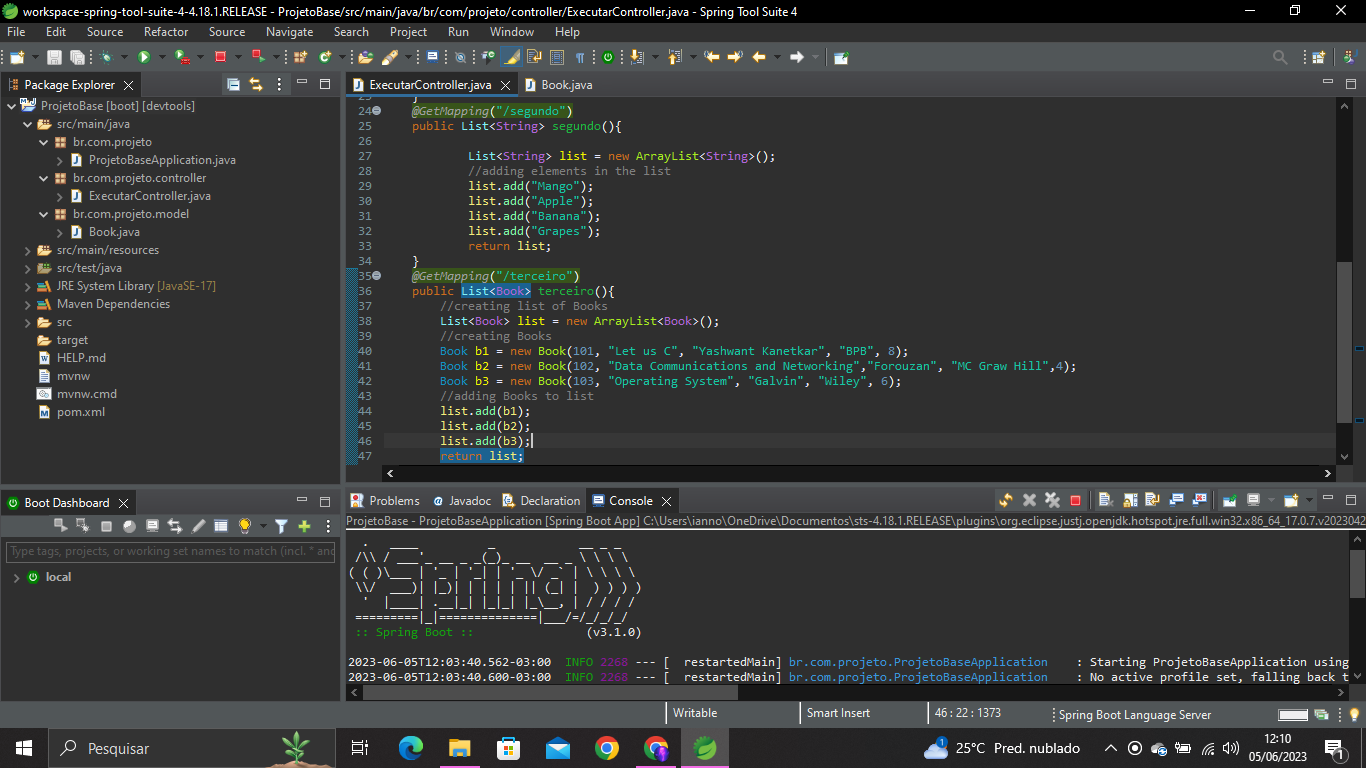 workspace-spring-tool-suite-4-4.18.1.RELEASE - ProjetoBase/src/main/java/br/com/projeto/controller/ExecutarController.java - Spring Tool Suite 4
File Edit Source Refactor Source Navigate Search Project Run Window Help
Package Explorer
ProjetoBase [boot] [devtools]
src/main/java
br.com.projeto
ProjetoBaseApplication.java
br.com.projeto.controller
ExecutarController.java
br.com.projeto.model
Book.java
src/main/resources
src/test/java
JRE System Library [JavaSE-17]
Maven Dependencies
src
target
HELP.md
mvnw
mvnw.cmd
pom.xml
ExecutarController.java Book.java
23 }
24 @GetMapping("/segundo")
25 public List<String> segundo(){
26
27 List<String> list = new ArrayList<String>();
28 //adding elements in the list
29 list.add("Mango");
30 list.add("Apple");
31 list.add("Banana");
32 list.add("Grapes");
33 return list;
34 }
35 @GetMapping("/terceiro")
36 public List<Book> terceiro(){
37 //creating list of Books
38 List<Book> list = new ArrayList<Book>();
39 //creating Books
40 Book b1 = new Book(101, "Let us C", "Yashwant Kanetkar", "BPB", 8);
41 Book b2 = new Book(102, "Data Communications and Networking","Forouzan", "MC Graw Hill",4);
42 Book b3 = new Book(103, "Operating System", "Galvin", "Wiley", 6);
43 //adding Books to list
44 list.add(b1);
45 list.add(b2);
46 list.add(b3);
47 return list;
Boot Dashboard
Type tags, projects, or working set names to match (incl. * and
local
Problems Javadoc Declaration Console
ProjetoBase - ProjetoBaseApplication [Spring Boot App] C:\Users\ianno\OneDrive\Documentos\sts-4.18.1.RELEASE\plugins\org.eclipse.justj.openjdk.hotspot.jre.full.win32.x86_64_17.0.7.v2023042
Spring
:: Spring Boot :: (v3.1.0)
2023-06-05T12:03:40.562-03:00 INFO 2268 --- [ restartedMain] br.com.projeto.ProjetoBaseApplication : Starting ProjetoBaseApplication using
2023-06-05T12:03:40.600-03:00 INFO 2268 --- [ restartedMain] br.com.projeto.ProjetoBaseApplication : No active profile set, falling back t
Writable Smart Insert 46 : 22 : 1373 Spring Boot Language Server
Pesquisar
25°C Pred. nublado
12:10
05/06/2023
1